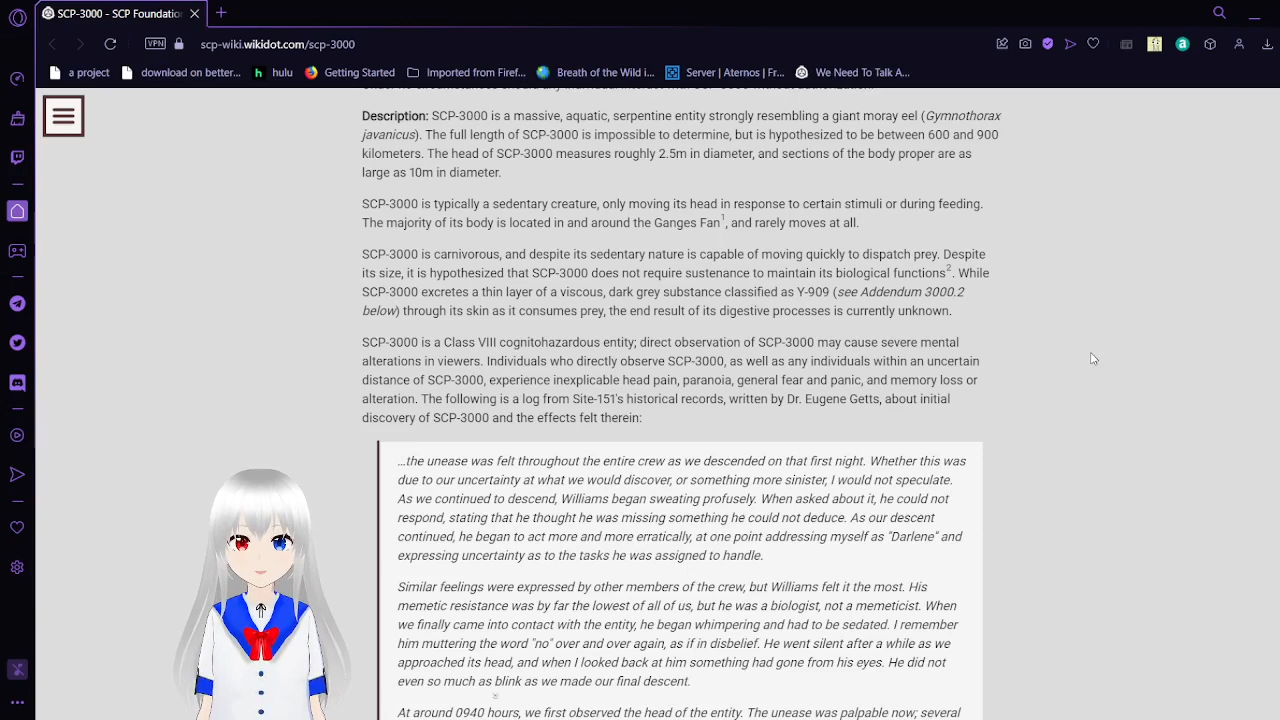 SCP-3000 - SCP Foundation
VPN
scp-wiki.wikidot.com/scp-3000
a project
download on better...
hulu
Getting Started
Imported from Firef...
Breath of the Wild i...
Server | Aternos | Fr...
We Need To Talk A...
Description: SCP-3000 is a massive, aquatic, serpentine entity strongly resembling a giant moray eel (Gymnothorax
javanicus). The full length of SCP-3000 is impossible to determine, but is hypothesized to be between 600 and 900
kilometers. The head of SCP-3000 measures roughly 2.5m in diameter, and sections of the body proper are as
large as 10m in diameter.
SCP-3000 is typically a sedentary creature, only moving its head in response to certain stimuli or during feeding.
The majority of its body is located in and around the Ganges Fan1, and rarely moves at all.
SCP-3000 is carnivorous, and despite its sedentary nature is capable of moving quickly to dispatch prey. Despite
its size, it is hypothesized that SCP-3000 does not require sustenance to maintain its biological functions2. While
SCP-3000 excretes a thin layer of a viscous, dark grey substance classified as Y-909 (see Addendum 3000.2
below) through its skin as it consumes prey, the end result of its digestive processes is currently unknown.
SCP-3000 is a Class VIII cognitohazardous entity; direct observation of SCP-3000 may cause severe mental
alterations in viewers. Individuals who directly observe SCP-3000, as well as any individuals within an uncertain
distance of SCP-3000, experience inexplicable head pain, paranoia, general fear and panic, and memory loss or
alteration. The following is a log from Site-151's historical records, written by Dr. Eugene Getts, about initial
discovery of SCP-3000 and the effects felt therein:
…the unease was felt throughout the entire crew as we descended on that first night. Whether this was
due to our uncertainty at what we would discover, or something more sinister, I would not speculate.
As we continued to descend, Williams began sweating profusely. When asked about it, he could not
respond, stating that he thought he was missing something he could not deduce. As our descent
continued, he began to act more and more erratically, at one point addressing myself as "Darlene" and
expressing uncertainty as to the tasks he was assigned to handle.
Similar feelings were expressed by other members of the crew, but Williams felt it the most. His
memetic resistance was by far the lowest of all of us, but he was a biologist, not a memeticist. When
we finally came into contact with the entity, he began whimpering and had to be sedated. I remember
him muttering the word "no" over and over again, as if in disbelief. He went silent after a while as we
approached its head, and when I looked back at him something had gone from his eyes. He did not
even so much as blink as we made our final descent.
At around 0940 hours, we first observed the head of the entity. The unease was palpable now; several